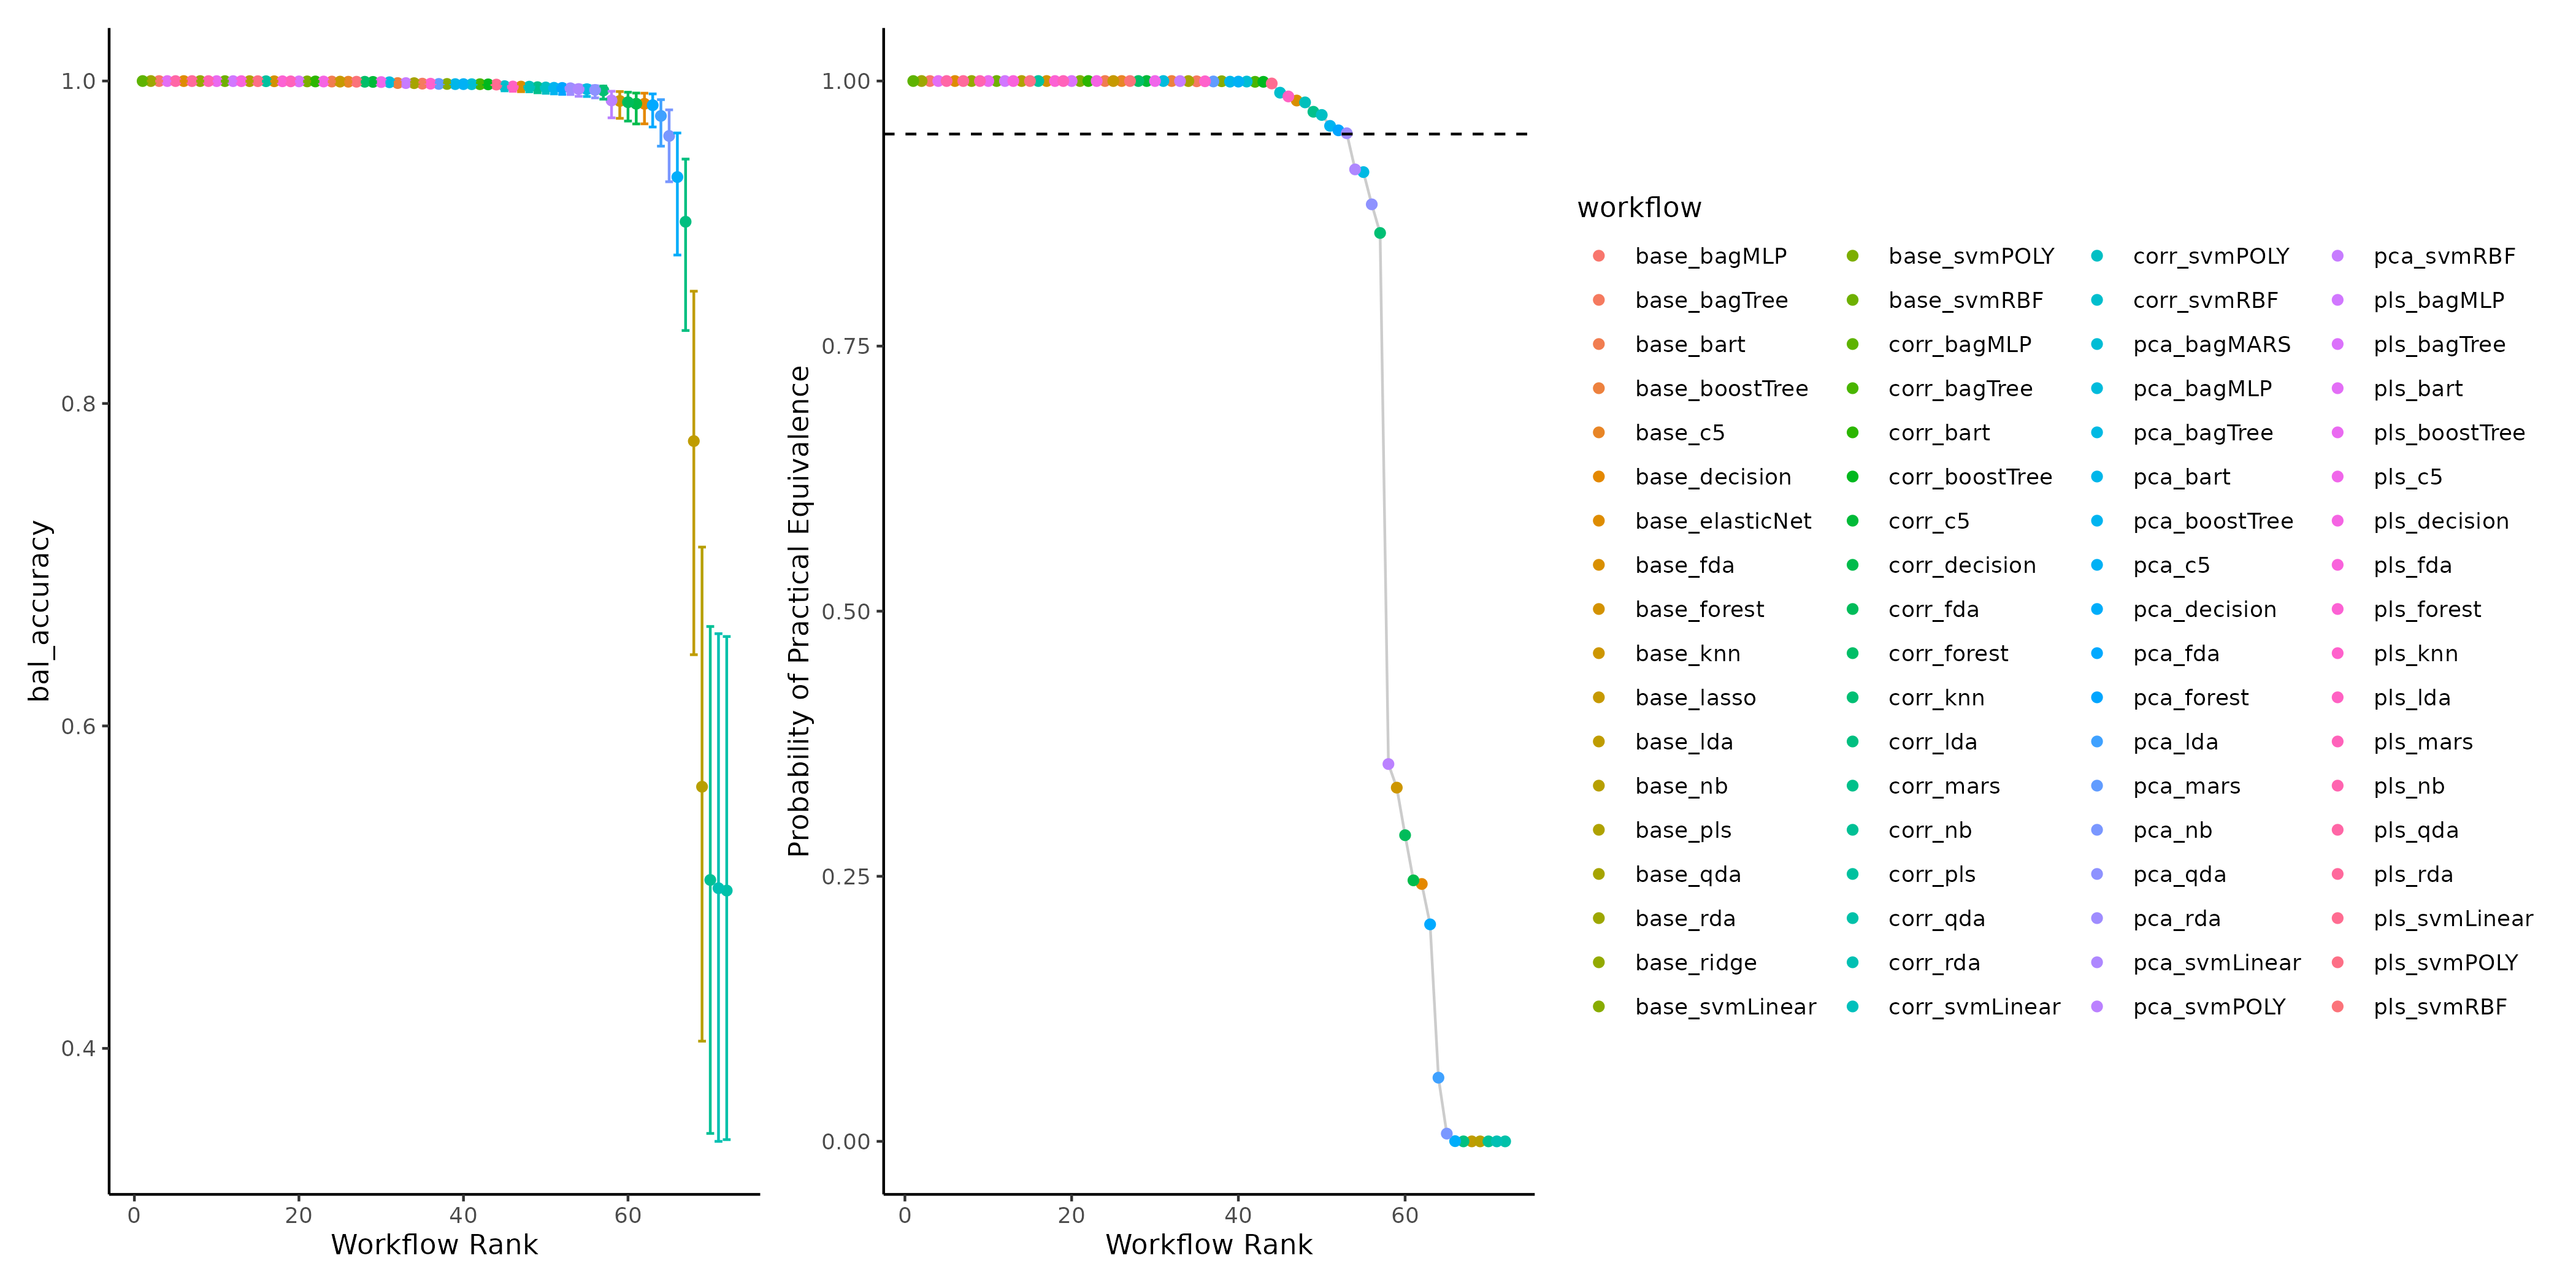 bal_accuracy
1.0
0.8
0.6
0.4
0
20
40
60
Workflow Rank
Probability of Practical Equivalence
1.00
0.75
0.50
0.25
0.00
0
20
40
60
Workflow Rank
workflow
base_bagMLP
base_bagTree
base_bart
base_boostTree
base_c5
base_decision
base_elasticNet
base_fda
base_forest
base_knn
base_lasso
base_lda
base_nb
base_pls
base_qda
base_rda
base_ridge
base_svmLinear
base_svmPOLY
base_svmRBF
corr_bagMLP
corr_bagTree
corr_bart
corr_boostTree
corr_c5
corr_decision
corr_fda
corr_forest
corr_knn
corr_lda
corr_mars
corr_nb
corr_pls
corr_qda
corr_rda
corr_svmLinear
corr_svmPOLY
corr_svmRBF
pca_bagMARS
pca_bagMLP
pca_bagTree
pca_bart
pca_boostTree
pca_c5
pca_decision
pca_fda
pca_forest
pca_lda
pca_mars
pca_nb
pca_qda
pca_rda
pca_svmLinear
pca_svmPOLY
pca_svmRBF
pls_bagMLP
pls_bagTree
pls_bart
pls_boostTree
pls_c5
pls_decision
pls_fda
pls_forest
pls_knn
pls_lda
pls_mars
pls_nb
pls_qda
pls_rda
pls_svmLinear
pls_svmPOLY
pls_svmRBF